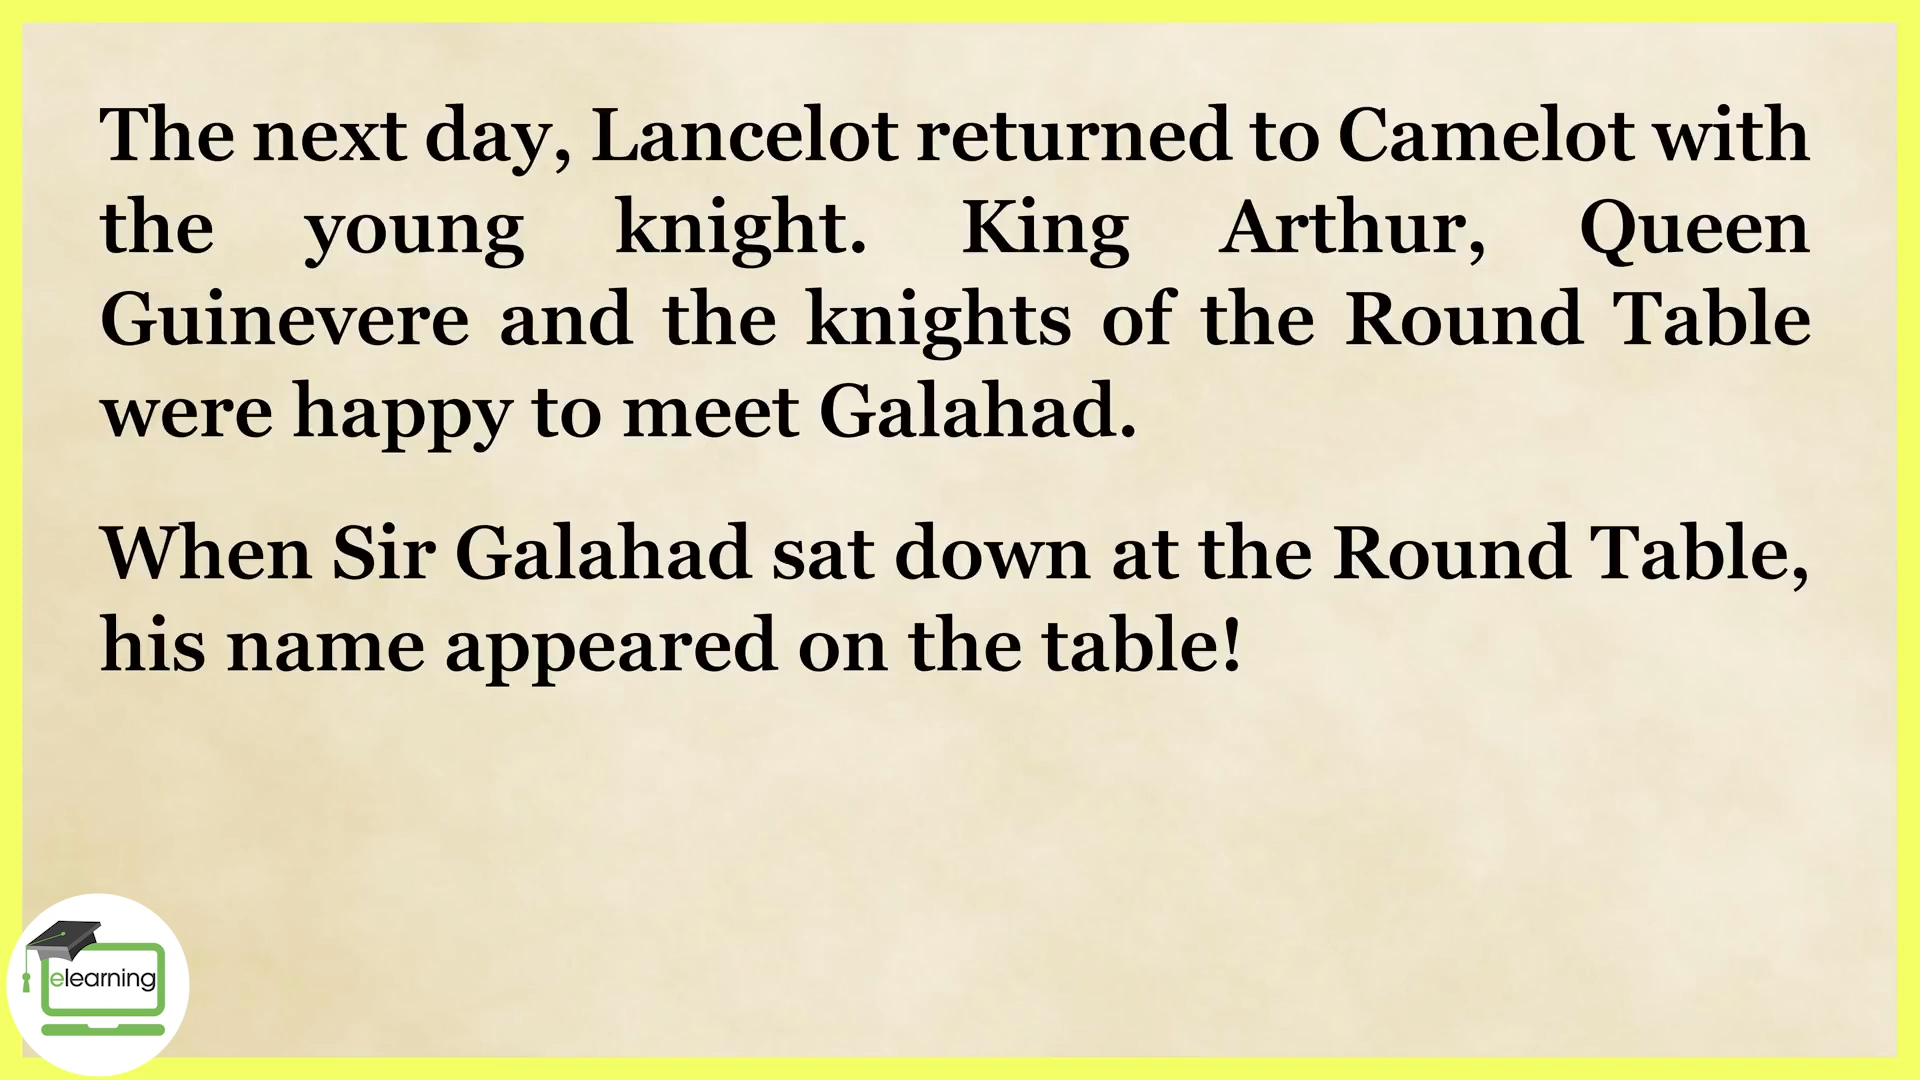 The next day, Lancelot returned to Camelot with
the young knight. King Arthur, Queen
Guinevere and the knights of the Round Table
were happy to meet Galahad.
When Sir Galahad sat down at the Round Table,
his name appeared on the table!
elearning